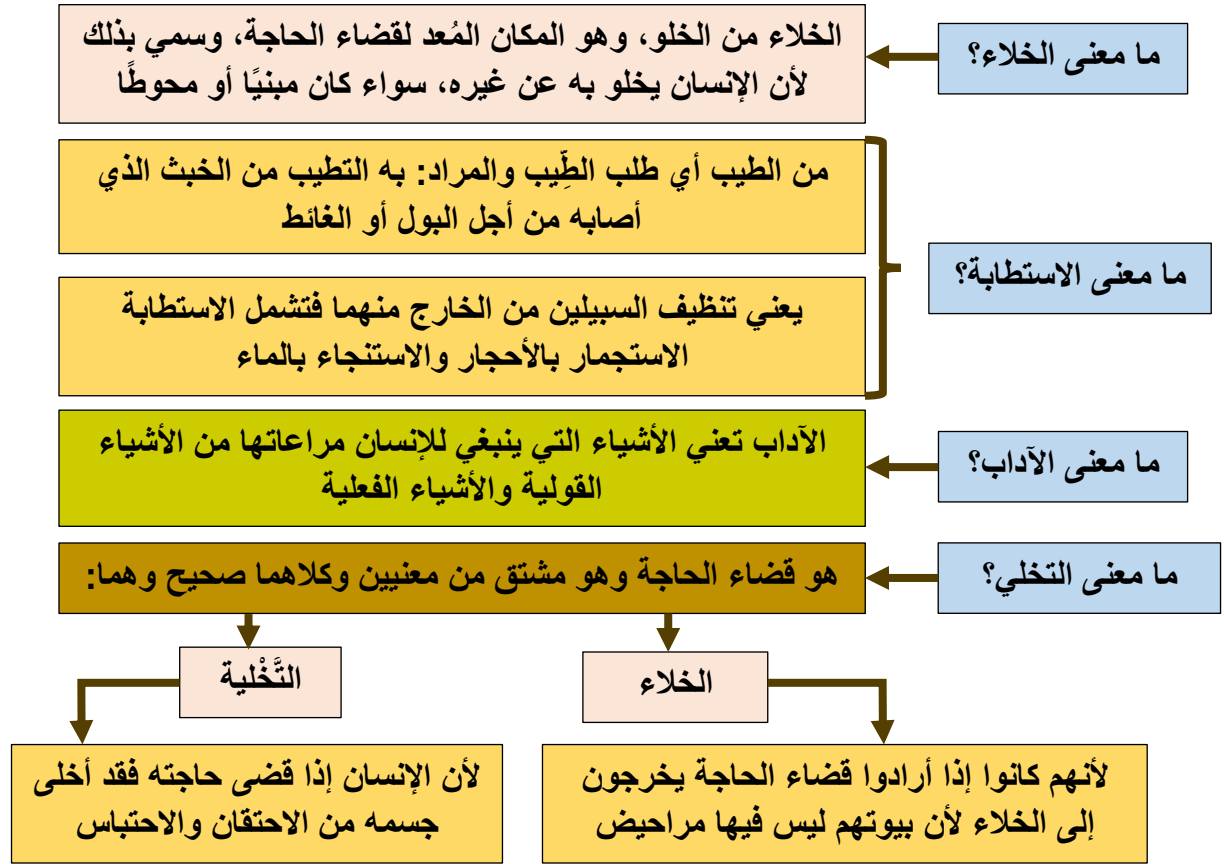 ما معنى الخلاء؟
الخلاء من الخلو، وهو المكان المُعد لقضاء الحاجة، وسمي بذلك
لأن الإنسان يخلو به عن غيره، سواء كان مبنيًا أو محوطًا
ما معنى الاستطابة؟
من الطيب أي طلب الطِّيب والمراد: به التطيب من الخبث الذي
أصابه من أجل البول أو الغائط
يعني تنظيف السبيلين من الخارج منهما فتشمل الاستطابة
الاستجمار بالأحجار والاستنجاء بالماء
ما معنى الآداب؟
الآداب تعني الأشياء التي ينبغي للإنسان مراعاتها من الأشياء
القولية والأشياء الفعلية
ما معنى التخلي؟
هو قضاء الحاجة وهو مشتق من معنيين وكلاهما صحيح وهما:
الخلاء
لأنهم كانوا إذا أرادوا قضاء الحاجة يخرجون
إلى الخلاء لأن بيوتهم ليس فيها مراحيض
التَّخْلية
لأن الإنسان إذا قضى حاجته فقد أخلى
جسمه من الاحتقان والاحتباس